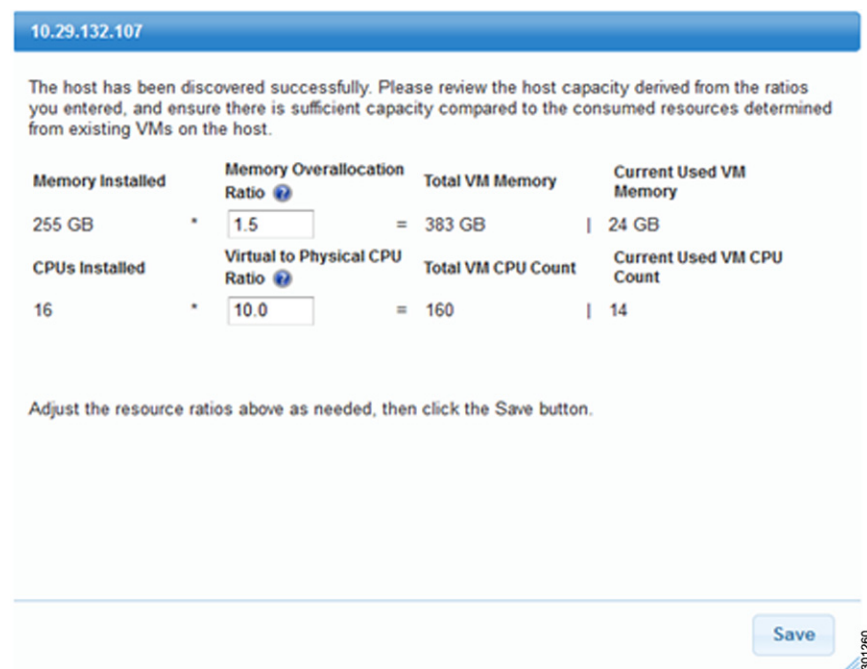 10.29.132.107
The host has been discovered successfully. Please review the host capacity derived from the ratios
you entered, and ensure there is sufficient capacity compared to the consumed resources determined
from existing VMs on the host.
Memory Installed
Memory Overallocation
Ratio
Total VM Memory
Current Used VM
Memory
255 GB * 1.5 = 383 GB | 24 GB
CPUs Installed
Virtual to Physical CPU
Ratio
Total VM CPU Count
Current Used VM CPU
Count
16 * 10.0 = 160 | 14
Adjust the resource ratios above as needed, then click the Save button.
Save